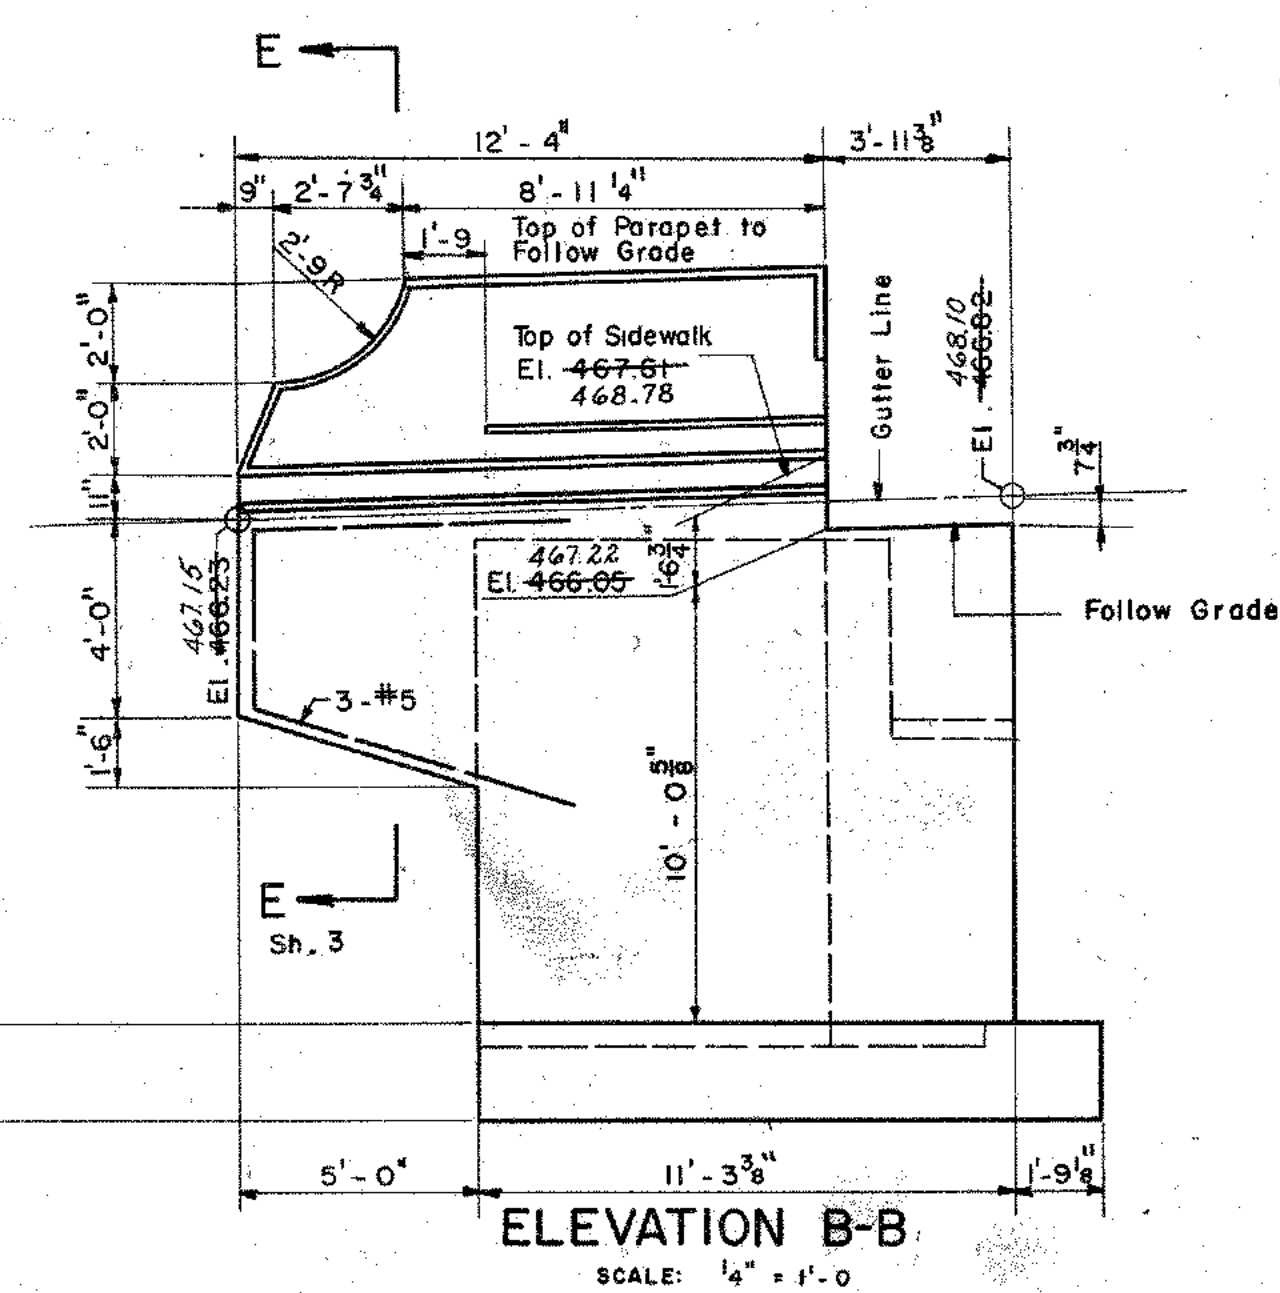 E
12' - 4"
3'-11 3/8"
9"
2'-7 3/4"
8'-11 1/4"
1'-9
Top of Parapet to
Follow Grade
2'-9 R
2'-0"
2'-0"
11"
4'-0"
1'-6"
Top of Sidewalk
El. 467.61
468.78
Gutter Line
468.10
El. 466.82
7 3/4"
467.15
El. 466.23
467.22
El. 466.05
1'-6 3/4"
Follow Grade
3-#5
10' - 0 5/8"
E
Sh. 3
5'-0"
11'-3 3/8"
1'-9 1/8"
ELEVATION B-B
SCALE: 1/4" = 1'-0